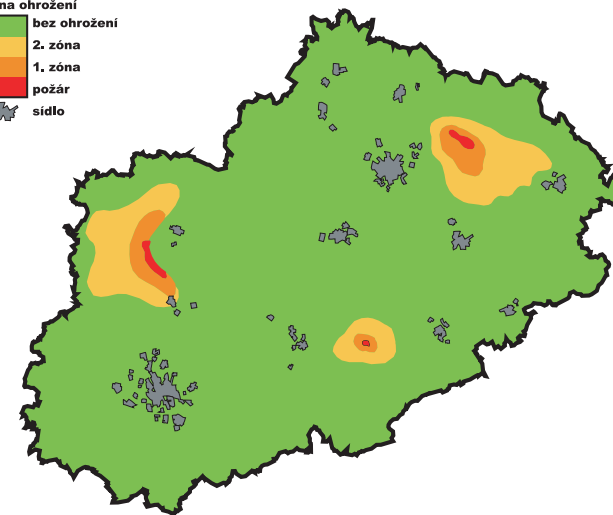 na ohrožení
bez ohrožení
2. zóna
1. zóna
požár
sídlo